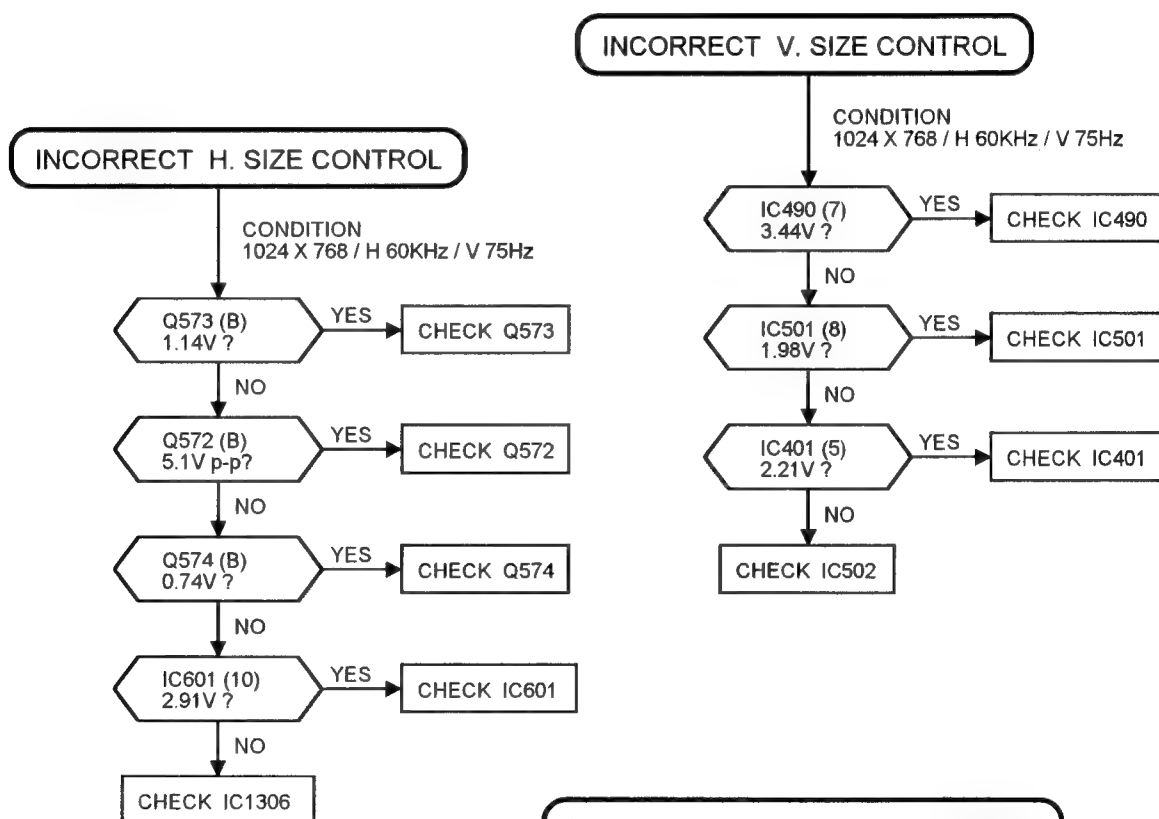 INCORRECT H. SIZE CONTROL
CONDITION
1024 X 768 / H 60KHz / V 75Hz
Q573 (B)
1.14V ?
YES
CHECK Q573
NO
Q572 (B)
5.1V p-p?
YES
CHECK Q572
NO
Q574 (B)
0.74V ?
YES
CHECK Q574
NO
IC601 (10)
2.91V ?
YES
CHECK IC601
NO
CHECK IC1306
INCORRECT V. SIZE CONTROL
CONDITION
1024 X 768 / H 60KHz / V 75Hz
IC490 (7)
3.44V ?
YES
CHECK IC490
NO
IC501 (8)
1.98V ?
YES
CHECK IC501
NO
IC401 (5)
2.21V ?
YES
CHECK IC401
NO
CHECK IC502